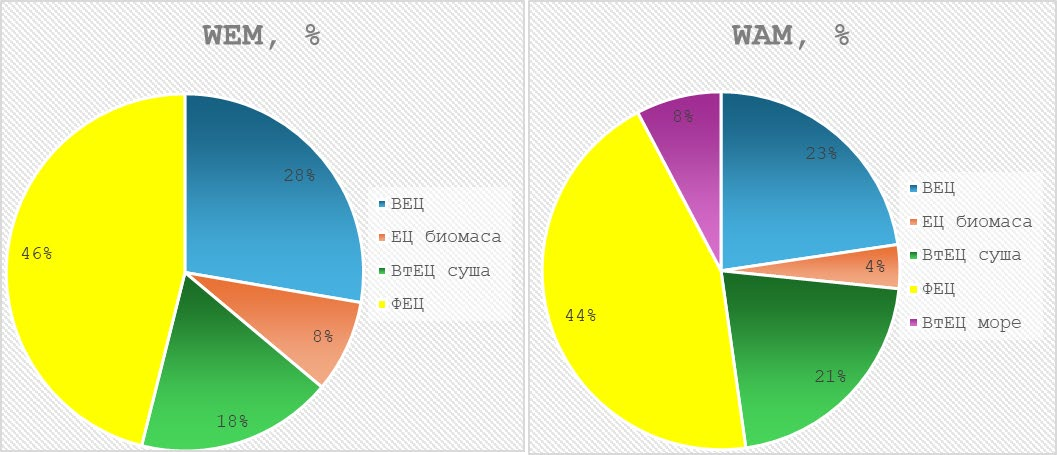 WEM, %
28%
8%
18%
46%
ВЕЦ
ЕЦ биомаса
ВтЕЦ суша
ФЕЦ
WAM, %
23%
4%
21%
44%
8%
ВЕЦ
ЕЦ биомаса
ВтЕЦ суша
ФЕЦ
ВтЕЦ море